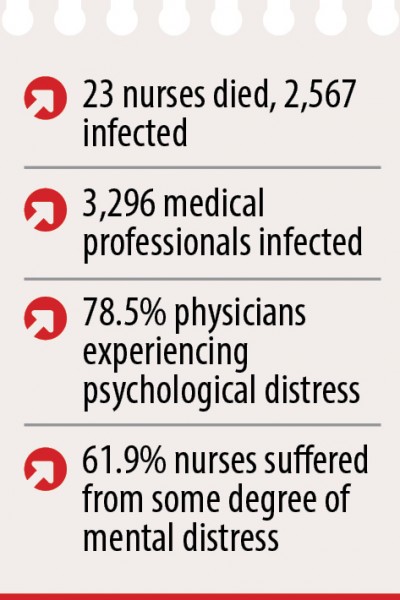 23 nurses died, 2,567
infected
3,296 medical
professionals infected
78.5% physicians
experiencing
psychological distress
61.9% nurses suffered
from some degree of
mental distress